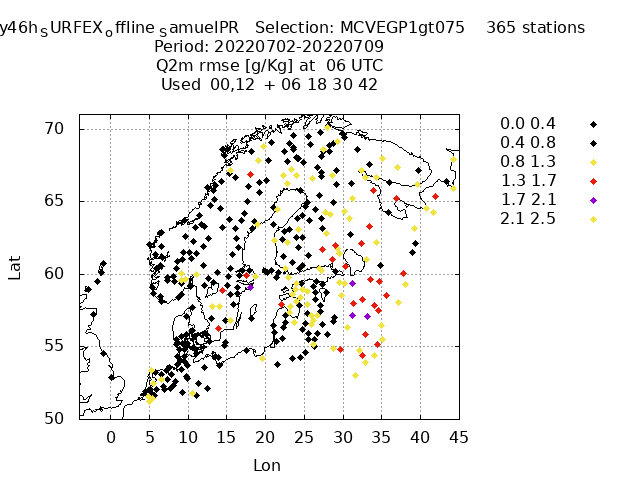 y46hSURFEXoffline SamuelPR Selection: MCVEGP1gt075 365 stations
Period: 20220702-20220709
Q2m rmse [g/Kg] at 06 UTC
Used 00,12 + 06 18 30 42
70
65
60
55
50
0 5 10 15 20 25 30 35 40 45
Lat
Lon
0.0 0.4
0.4 0.8
0.8 1.3
1.3 1.7
1.7 2.1
2.1 2.5